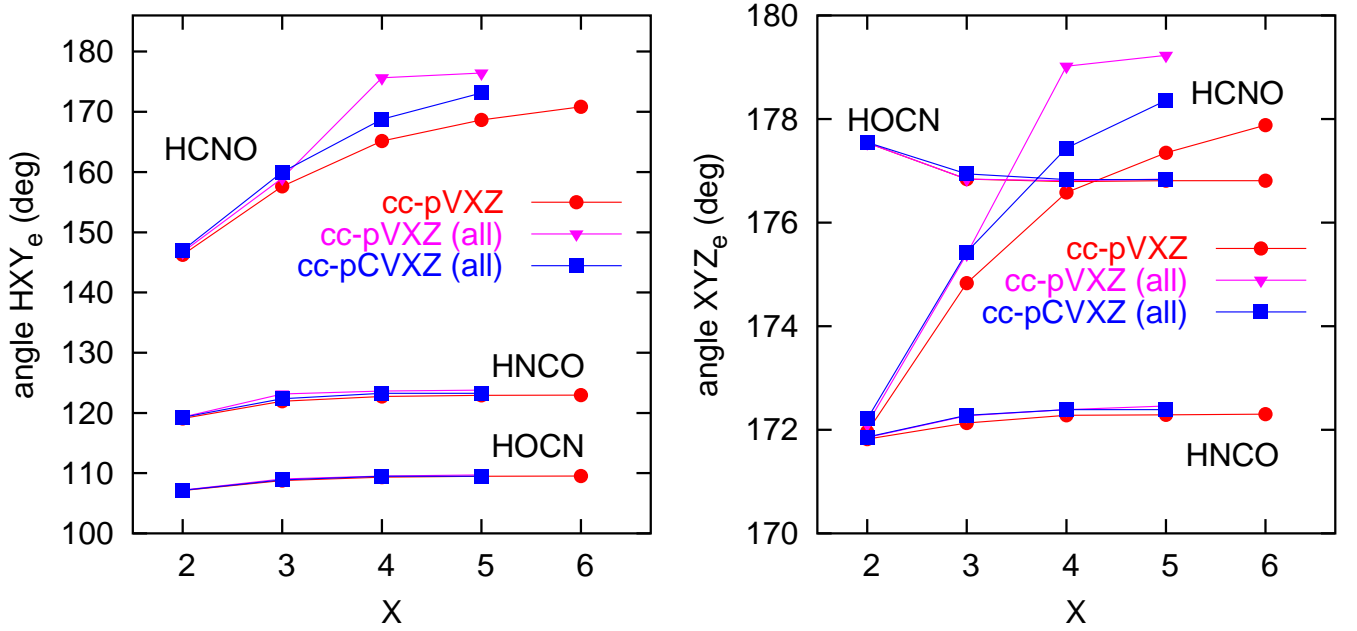 angle HXY_e (deg)
180
170
160
150
140
130
120
110
100
HCNO
cc-pVXZ
cc-pVXZ (all)
cc-pCVXZ (all)
HNCO
HOCN
2 3 4 5 6
X
angle XYZ_e (deg)
178
176
174
172
170
HOCN
HCNO
cc-pVXZ
cc-pVXZ (all)
cc-pCVXZ (all)
HNCO
2 3 4 5 6
X
180